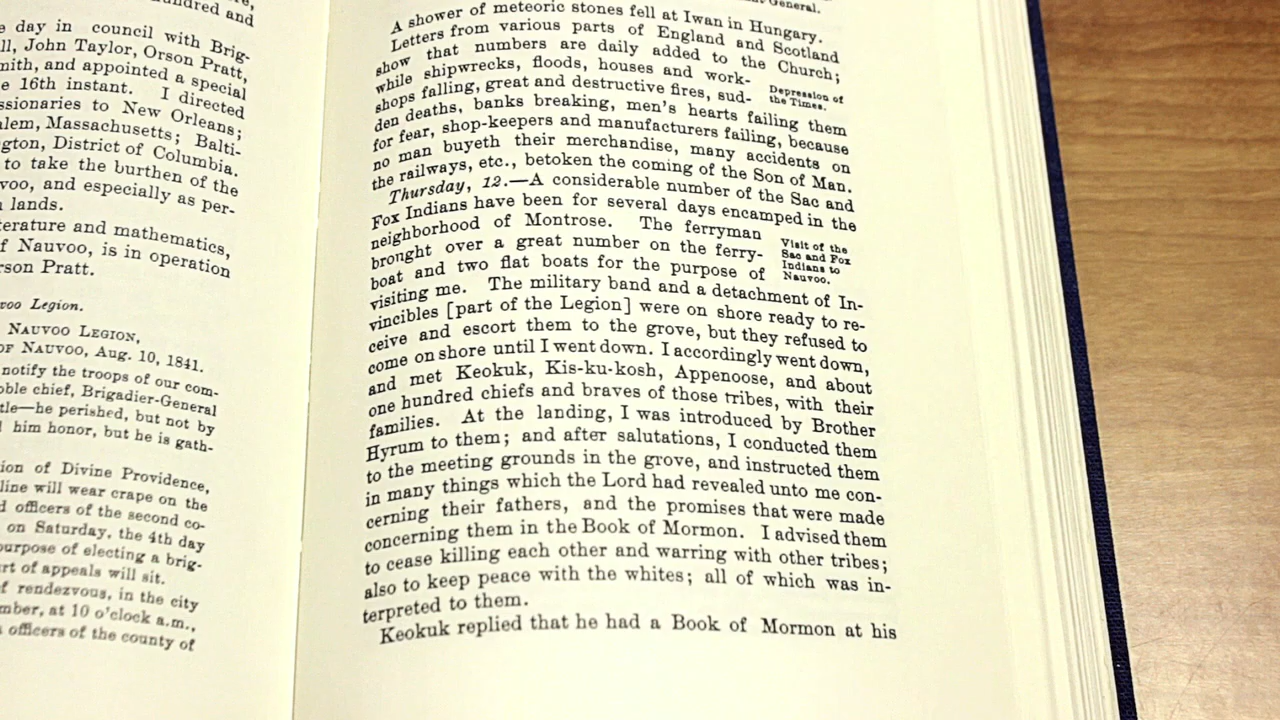 hundred and
e day in council with Brig-
ll, John Taylor, Orson Pratt,
mith, and appointed a special
e 16th instant. I directed
ssionaries to New Orleans;
alem, Massachusetts; Balti-
gton, District of Columbia.
to take the burthen of the
voo, and especially as per-
n lands.
terature and mathematics,
f Nauvoo, is in operation
rson Pratt.
voo Legion.
NAUVOO LEGION,
OF NAUVOO, Aug. 10, 1841.
notify the troops of our com-
oble chief, Brigadier-General
tle—he perished, but not by
him honor, but he is gath-
ion of Divine Providence,
line will wear crape on the
d officers of the second co-
on Saturday, the 4th day
purpose of electing a brig-
rt of appeals will sit.
f rendezvous, in the city
mber, at 10 o'clock a.m.,
officers of the county of
General.
A shower of meteoric stones fell at Iwan in Hungary.
Letters from various parts of England and Scotland
show that numbers are daily added to the Church;
while shipwrecks, floods, houses and work-
shops falling, great and destructive fires, sud-
Depression of
the Times.
den deaths, banks breaking, men's hearts failing them
for fear, shop-keepers and manufacturers failing, because
no man buyeth their merchandise, many accidents on
the railways, etc., betoken the coming of the Son of Man.
Thursday, 12.—A considerable number of the Sac and
Fox Indians have been for several days encamped in the
neighborhood of Montrose. The ferryman
brought over a great number on the ferry-
boat and two flat boats for the purpose of
Visit of the
Sac and Fox
Indians to
Nauvoo.
visiting me. The military band and a detachment of In-
vincibles [part of the Legion] were on shore ready to re-
ceive and escort them to the grove, but they refused to
come on shore until I went down. I accordingly went down,
and met Keokuk, Kis-ku-kosh, Appenoose, and about
one hundred chiefs and braves of those tribes, with their
families. At the landing, I was introduced by Brother
Hyrum to them; and after salutations, I conducted them
to the meeting grounds in the grove, and instructed them
in many things which the Lord had revealed unto me con-
cerning their fathers, and the promises that were made
concerning them in the Book of Mormon. I advised them
to cease killing each other and warring with other tribes;
also to keep peace with the whites; all of which was in-
terpreted to them.
Keokuk replied that he had a Book of Mormon at his